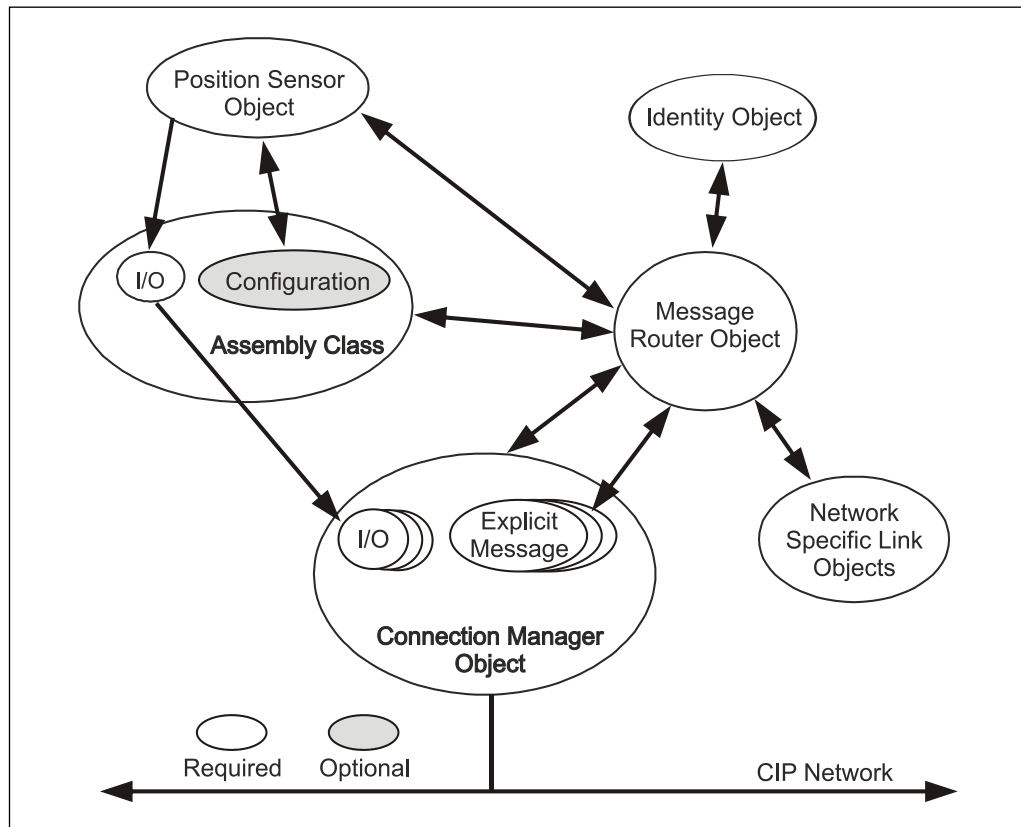 Position Sensor
Object
Identity Object
I/O
Configuration
Assembly Class
Message
Router Object
I/O
Explicit
Message
Network
Specific Link
Objects
Connection Manager
Object
Required
Optional
CIP Network